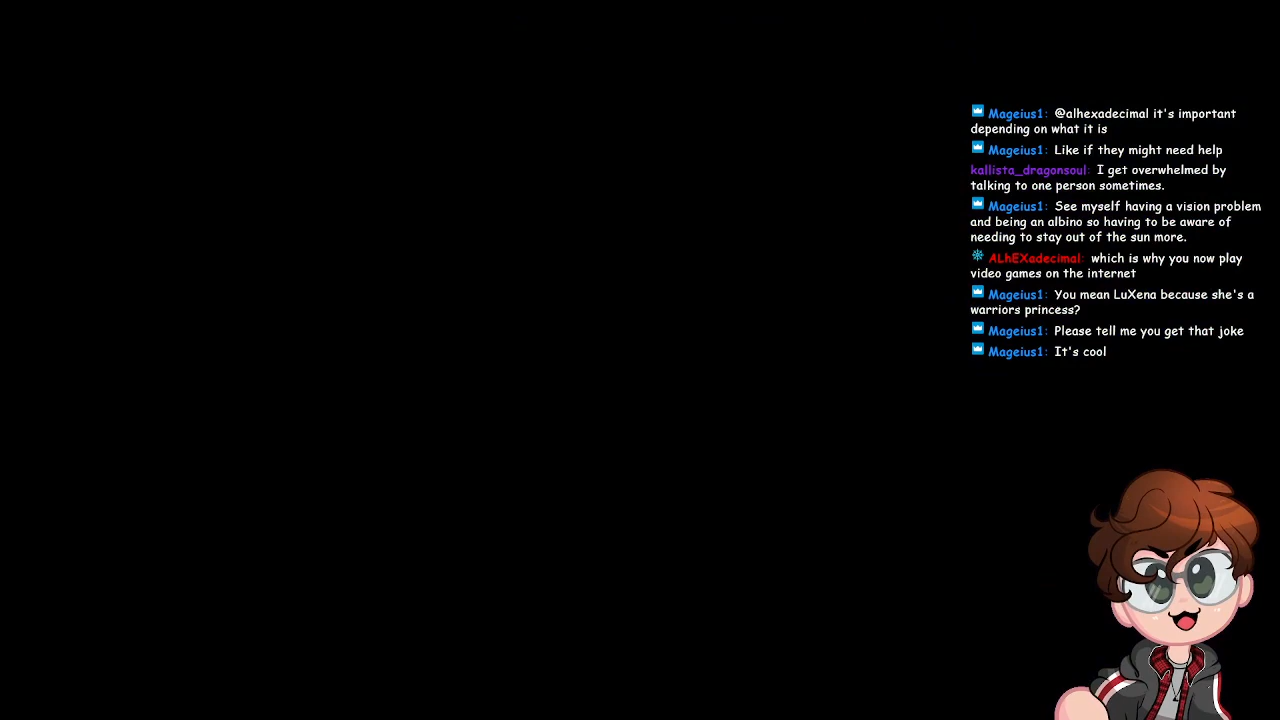 Mageius1: @alhexadecimal it's important
depending on what it is
Mageius1: Like if they might need help
kallista_dragonsoul: I get overwhelmed by
talking to one person sometimes.
Mageius1: See myself having a vision problem
and being an albino so having to be aware of
needing to stay out of the sun more.
ALhEXadecimal: which is why you now play
video games on the internet
Mageius1: You mean LuXena because she's a
warriors princess?
Mageius1: Please tell me you get that joke
Mageius1: It's cool